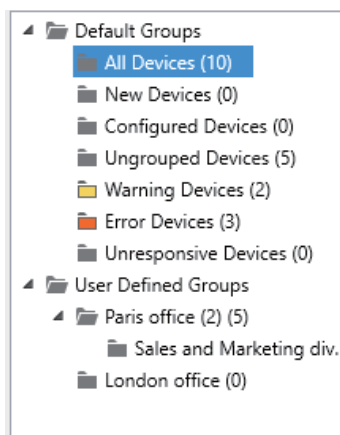 Default Groups
All Devices (10)
New Devices (0)
Configured Devices (0)
Ungrouped Devices (5)
Warning Devices (2)
Error Devices (3)
Unresponsive Devices (0)
User Defined Groups
Paris office (2) (5)
Sales and Marketing div.
London office (0)